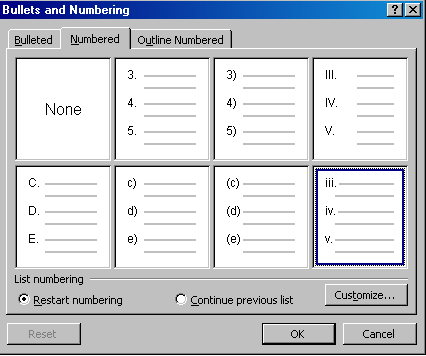 Bullets and Numbering
Bulleted Numbered Outline Numbered
None
3.
4.
5.
3)
4)
5)
III.
IV.
V.
C.
D.
E.
c)
d)
e)
(c)
(d)
(e)
iii.
iv.
v.
List numbering
Restart numbering Continue previous list Customize...
Reset OK Cancel